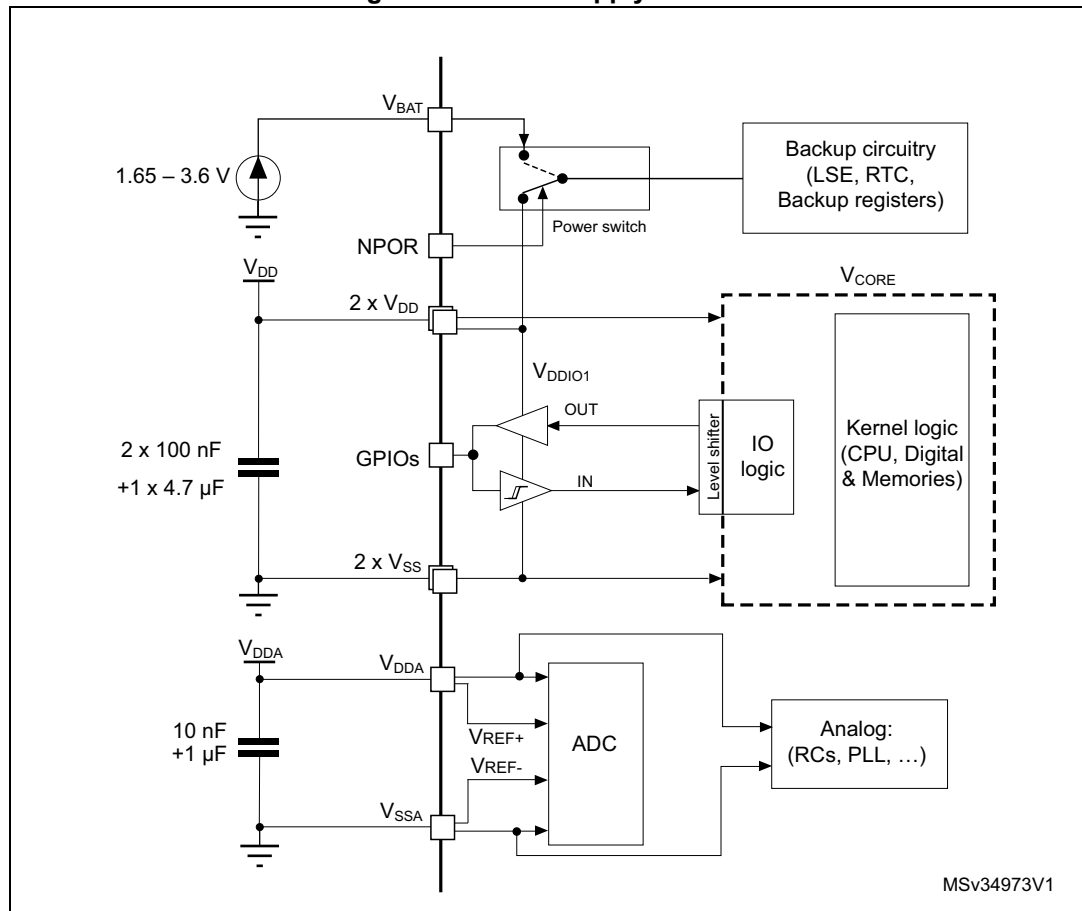 VBAT
1.65 – 3.6 V
Power switch
Backup circuitry
(LSE, RTC,
Backup registers)
NPOR
VDD
2 x VDD
VCORE
VDDIO1
OUT
2 x 100 nF
+1 x 4.7 µF
GPIOs
IN
Level shifter
IO
logic
Kernel logic
(CPU, Digital
& Memories)
2 x VSS
VDDA
VDDA
10 nF
+1 µF
VREF+
VREF-
ADC
Analog:
(RCs, PLL, …)
VSSA
MSv34973V1